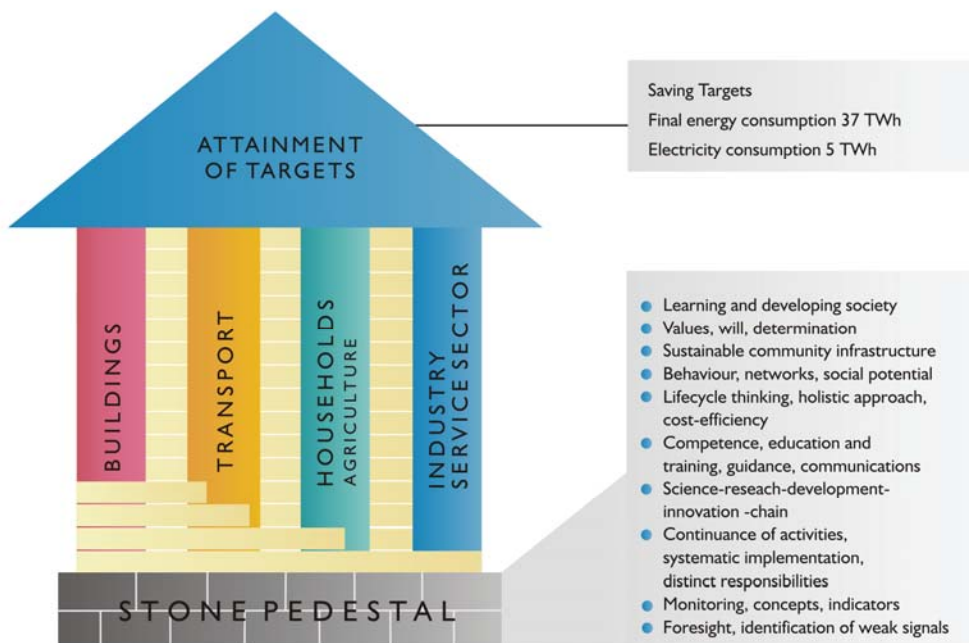 ATTAINMENT
OF TARGETS
Saving Targets
Final energy consumption 37 TWh
Electricity consumption 5 TWh
BUILDINGS
TRANSPORT
HOUSEHOLDS
AGRICULTURE
INDUSTRY
SERVICE SECTOR
STONE PEDESTAL
Learning and developing society
Values, will, determination
Sustainable community infrastructure
Behaviour, networks, social potential
Lifecycle thinking, holistic approach,
cost-efficiency
Competence, education and
training, guidance, communications
Science-reseach-development-
innovation -chain
Continuance of activities,
systematic implementation,
distinct responsibilities
Monitoring, concepts, indicators
Foresight, identification of weak signals